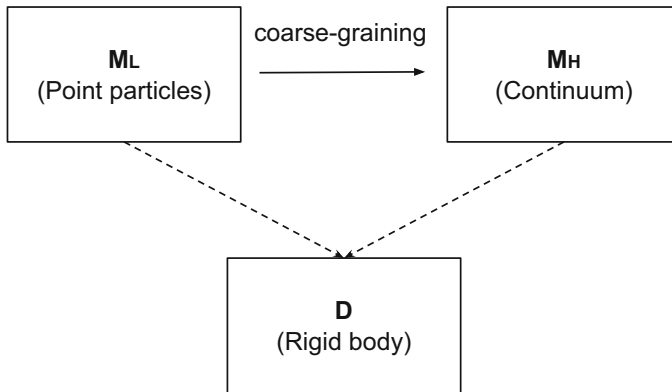 coarse-graining
ML
(Point particles)
MH
(Continuum)
D
(Rigid body)